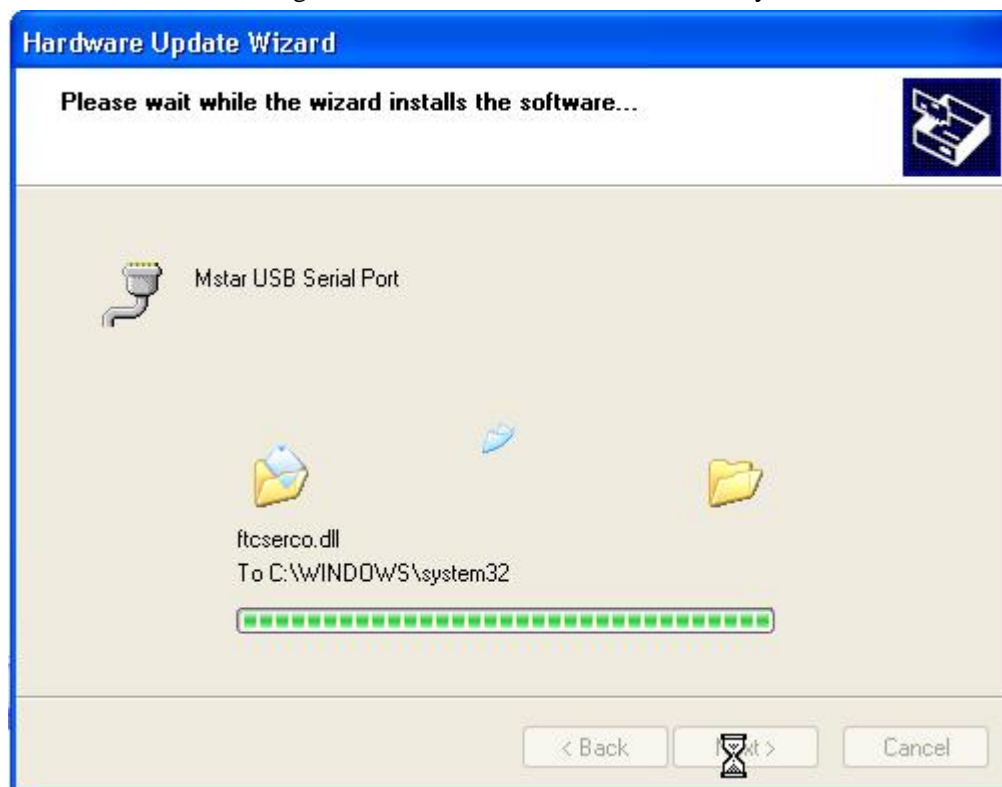 Hardware Update Wizard
Please wait while the wizard installs the software...
Mstar USB Serial Port
ftcserco.dll
To C:\WINDOWS\system32
< Back
Cancel